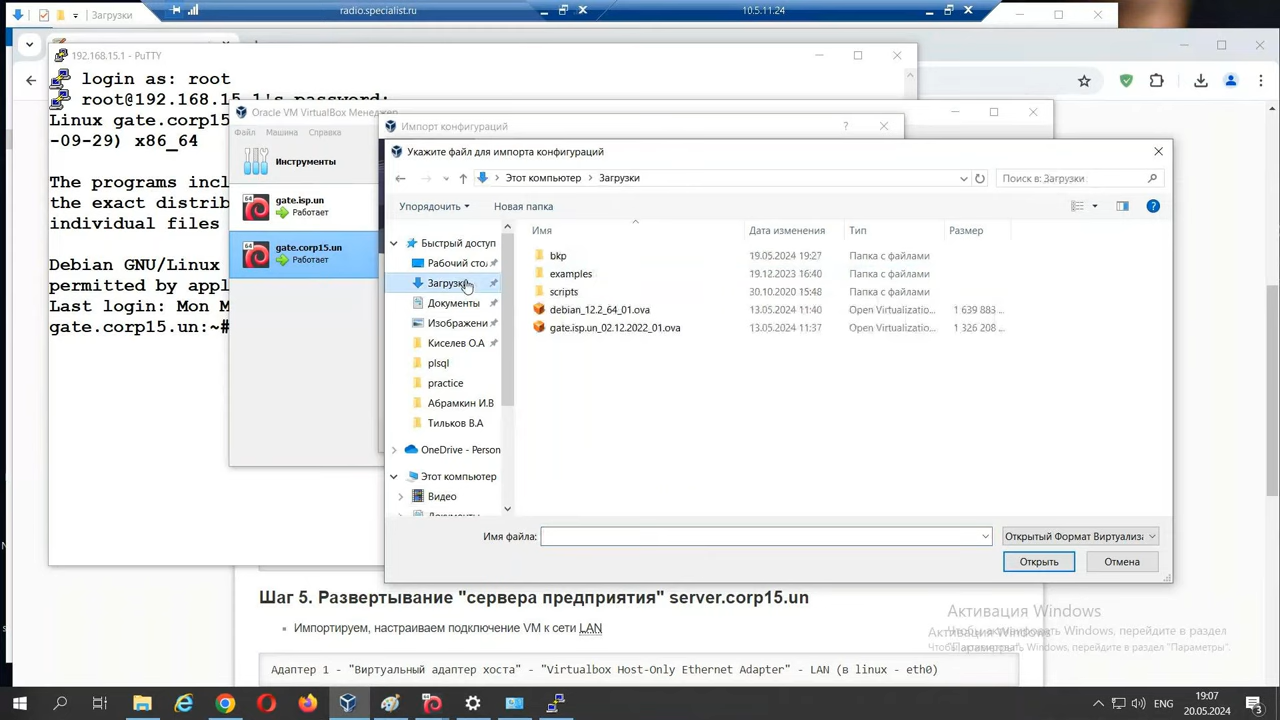 Загрузки
radio.specialist.ru
10.5.11.24
192.168.15.1 - PuTTY
login as: root
root@192.168.15.1's password:
Linux gate.corp15
-09-29) x86_64
The programs incl
the exact distrib
individual files
Debian GNU/Linux
permitted by appl
Last login: Mon M
gate.corp15.un:~#
Oracle VM VirtualBox Менеджер
Файл Машина Справка
Инструменты
gate.isp.un
Работает
gate.corp15.un
Работает
Импорт конфигураций
?
Укажите файл для импорта конфигураций
Этот компьютер > Загрузки
Поиск в: Загрузки
Упорядочить
Новая папка
Имя Дата изменения Тип Размер
Быстрый доступ
Рабочий сто
Загрузки
Документы
Изображени
Киселев О.А
plsql
practice
Абрамкин И.В
Тильков В.А
OneDrive - Person
Этот компьютер
Видео
bkp 19.05.2024 19:27 Папка с файлами
examples 19.12.2023 16:40 Папка с файлами
scripts 30.10.2020 15:48 Папка с файлами
debian_12.2_64_01.ova 13.05.2024 11:40 Open Virtualizatio... 1 639 883 ...
gate.isp.un_02.12.2022_01.ova 13.05.2024 11:37 Open Virtualizatio... 1 326 208 ...
Имя файла:
Открытый Формат Виртуализа
Открыть
Отмена
Шаг 5. Развертывание "сервера предприятия" server.corp15.un
Импортируем, настраиваем подключение VM к сети LAN
Адаптер 1 - "Виртуальный адаптер хоста" - "Virtualbox Host-Only Ethernet Adapter" - LAN (в linux - eth0)
Активация Windows
Чтобы активировать Windows, перейдите в раздел
"Параметры".
ENG
19:07
20.05.2024
3